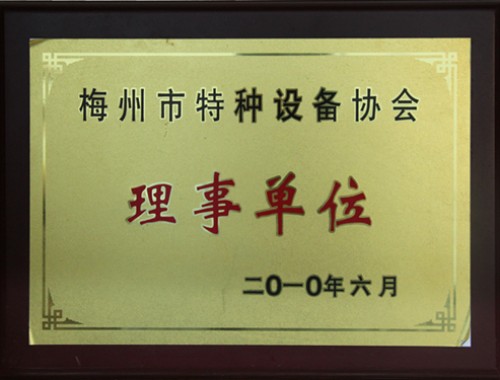 梅州市特种设备协会
理事单位
二0一0年六月